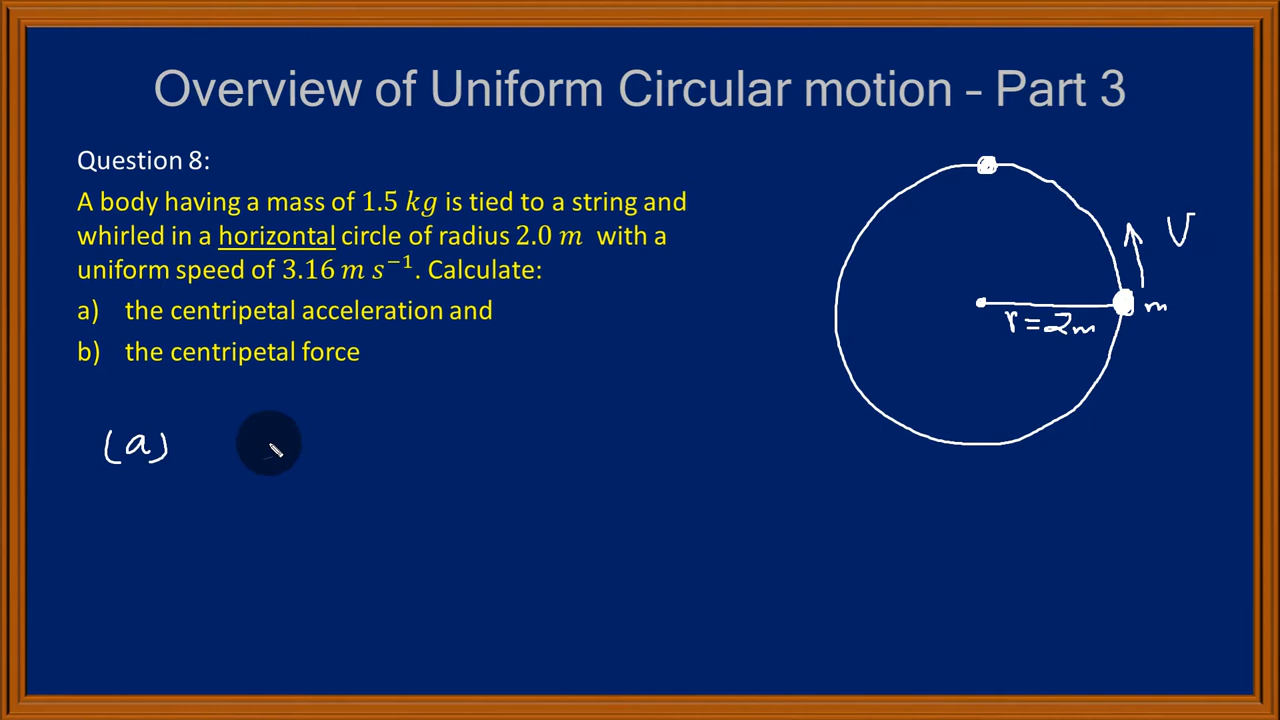 Overview of Uniform Circular motion – Part 3
Question 8:
A body having a mass of 1.5 kg is tied to a string and
whirled in a horizontal circle of radius 2.0 m with a
uniform speed of 3.16 m s⁻¹. Calculate:
a) the centripetal acceleration and
b) the centripetal force
V
m
r=2m
(a)